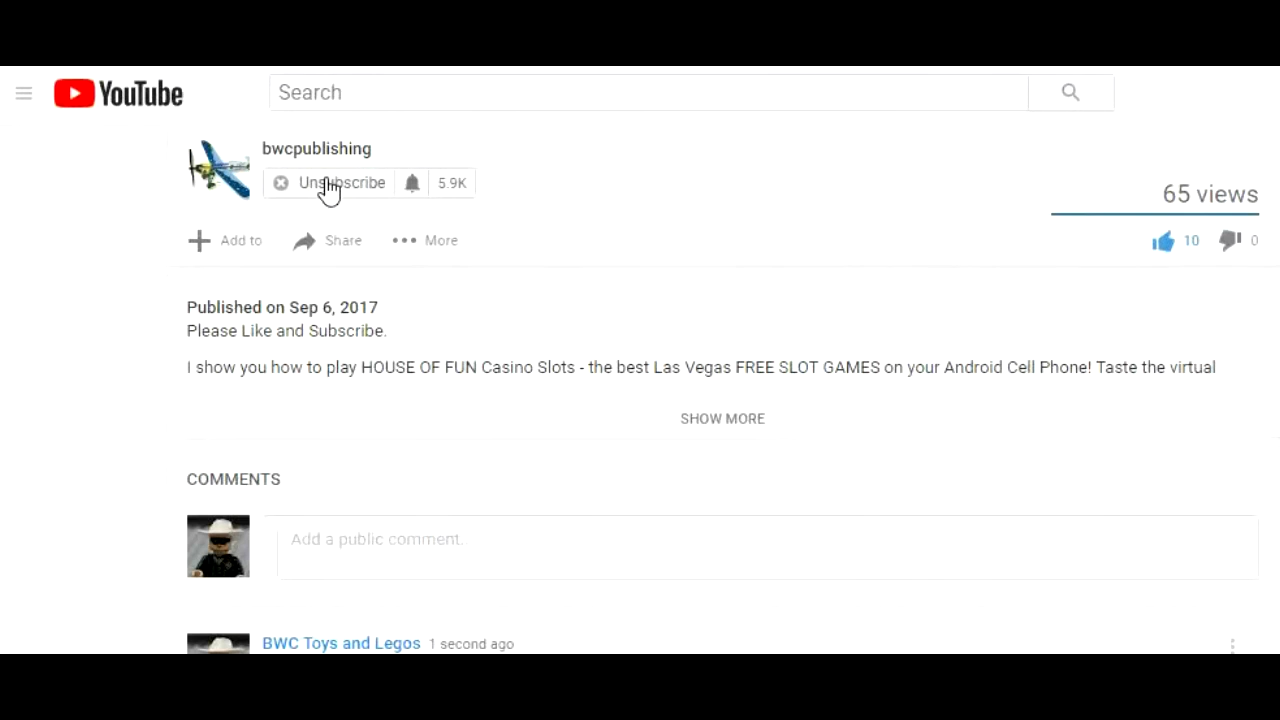 YouTube
Search
bwcpublishing
Unsubscribe 5.9K
65 views
Add to Share More
10 0
Published on Sep 6, 2017
Please Like and Subscribe.
I show you how to play HOUSE OF FUN Casino Slots - the best Las Vegas FREE SLOT GAMES on your Android Cell Phone! Taste the virtual
SHOW MORE
COMMENTS
Add a public comment.
BWC Toys and Legos 1 second ago